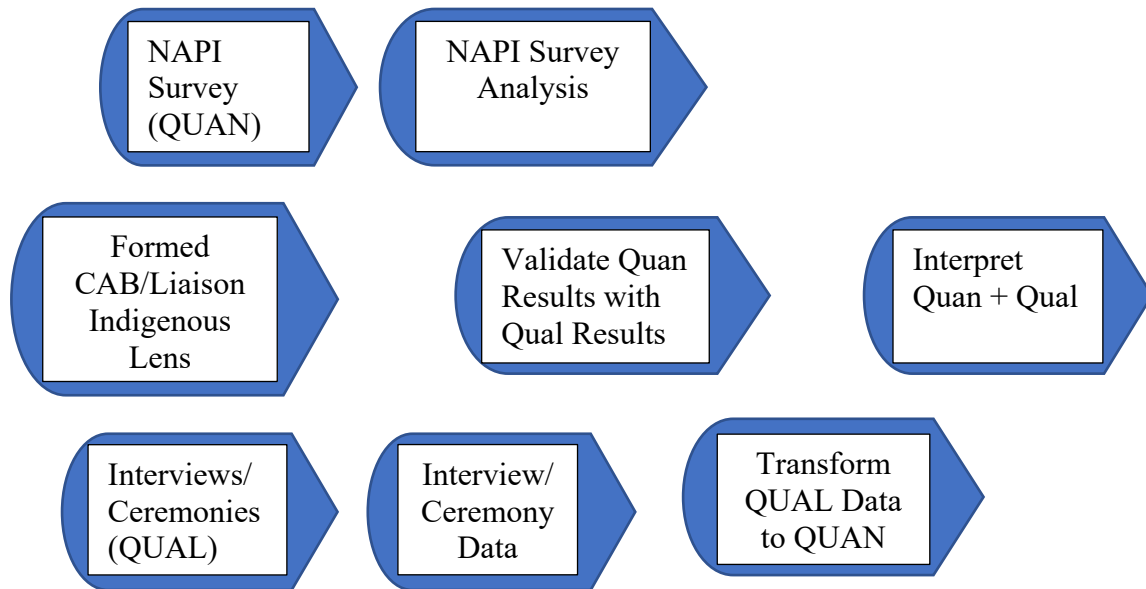 NAPI
Survey
(QUAN)
NAPI Survey
Analysis
Formed
CAB/Liaison
Indigenous
Lens
Validate Quan
Results with
Qual Results
Interpret
Quan + Qual
Interviews/
Ceremonies
(QUAL)
Interview/
Ceremony
Data
Transform
QUAL Data
to QUAN